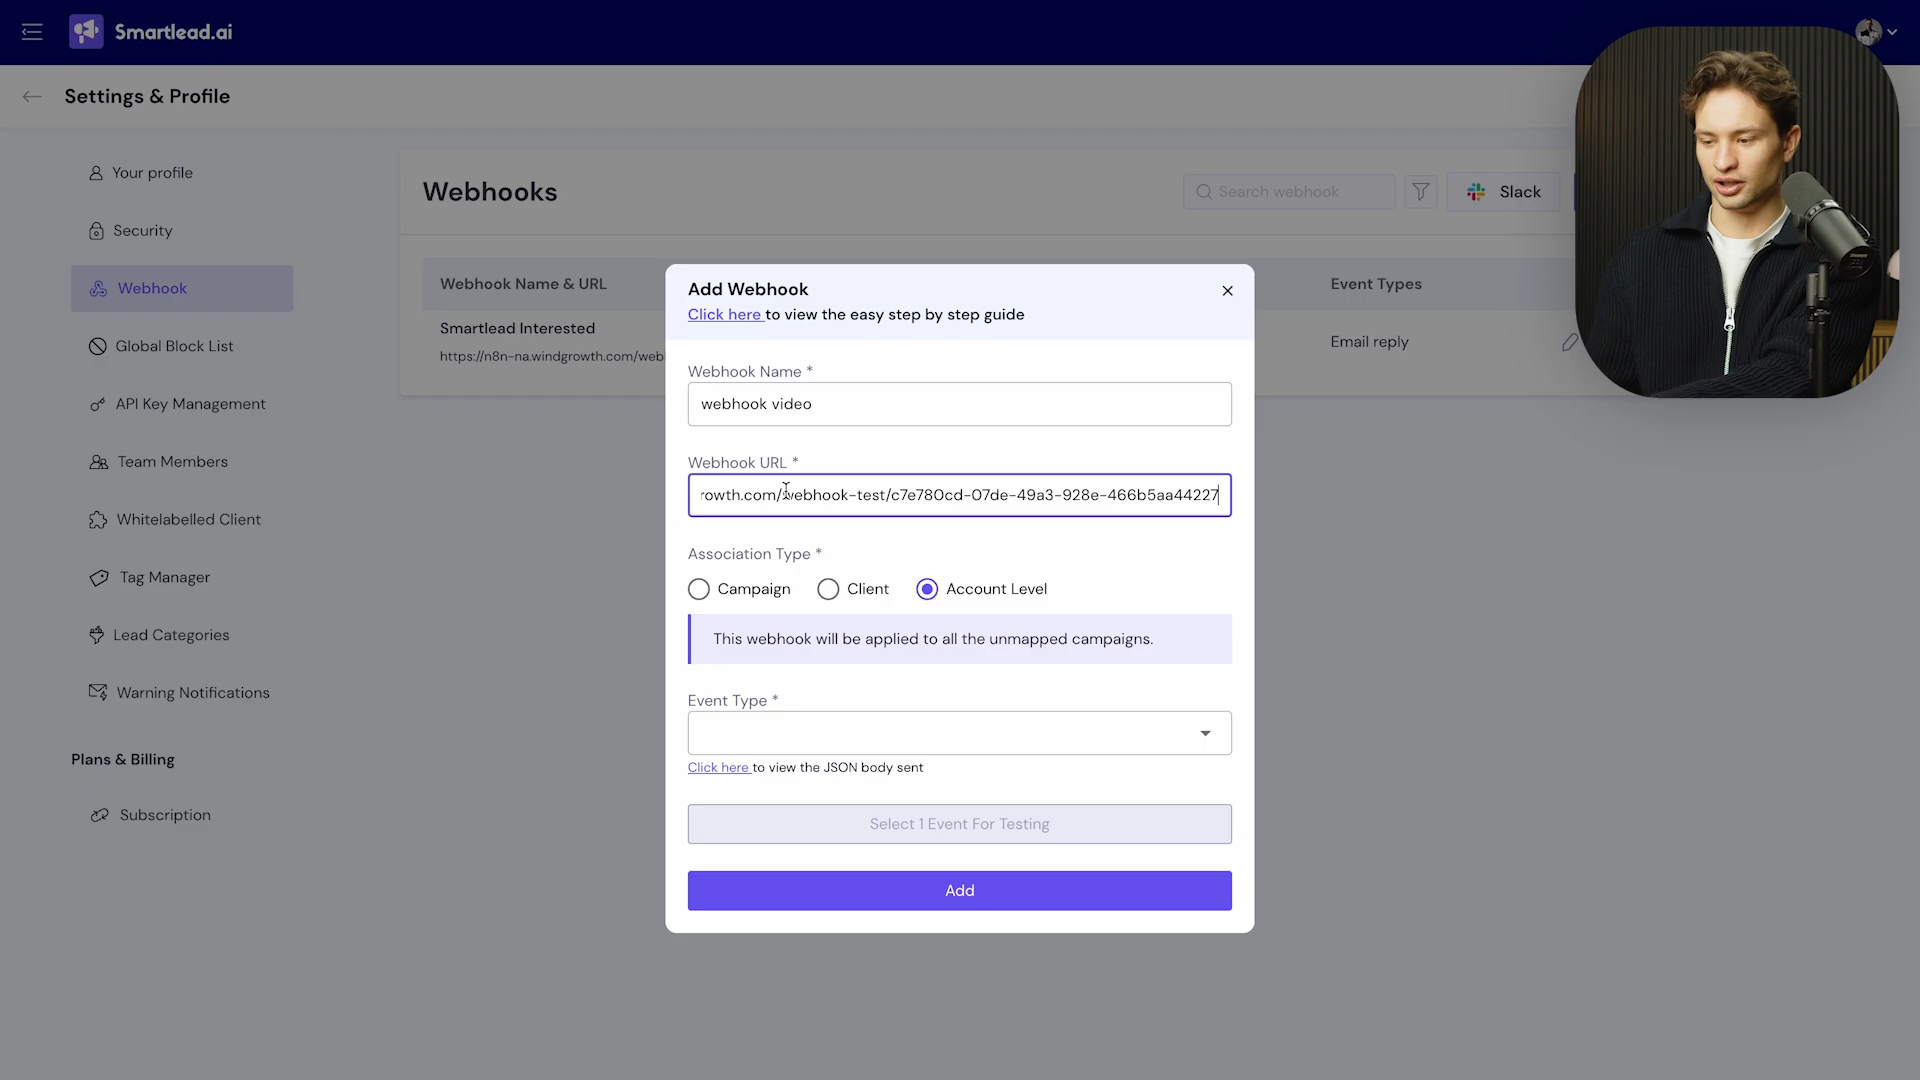 Smartlead.ai
Settings & Profile
Your profile
Security
Webhook
Global Block List
API Key Management
Team Members
Whitelabelled Client
Tag Manager
Lead Categories
Warning Notifications
Plans & Billing
Subscription
Webhooks
Search webhook
Slack
Webhook Name & URL
Event Types
Smartlead Interested
https://n8n-na.windgrowth.com/web
Email reply
Add Webhook
Click here to view the easy step by step guide
Webhook Name *
webhook video
Webhook URL *
rowth.com/webhook-test/c7e780cd-07de-49a3-928e-466b5aa44227
Association Type *
Campaign Client Account Level
This webhook will be applied to all the unmapped campaigns.
Event Type *
Click here to view the JSON body sent
Select 1 Event For Testing
Add